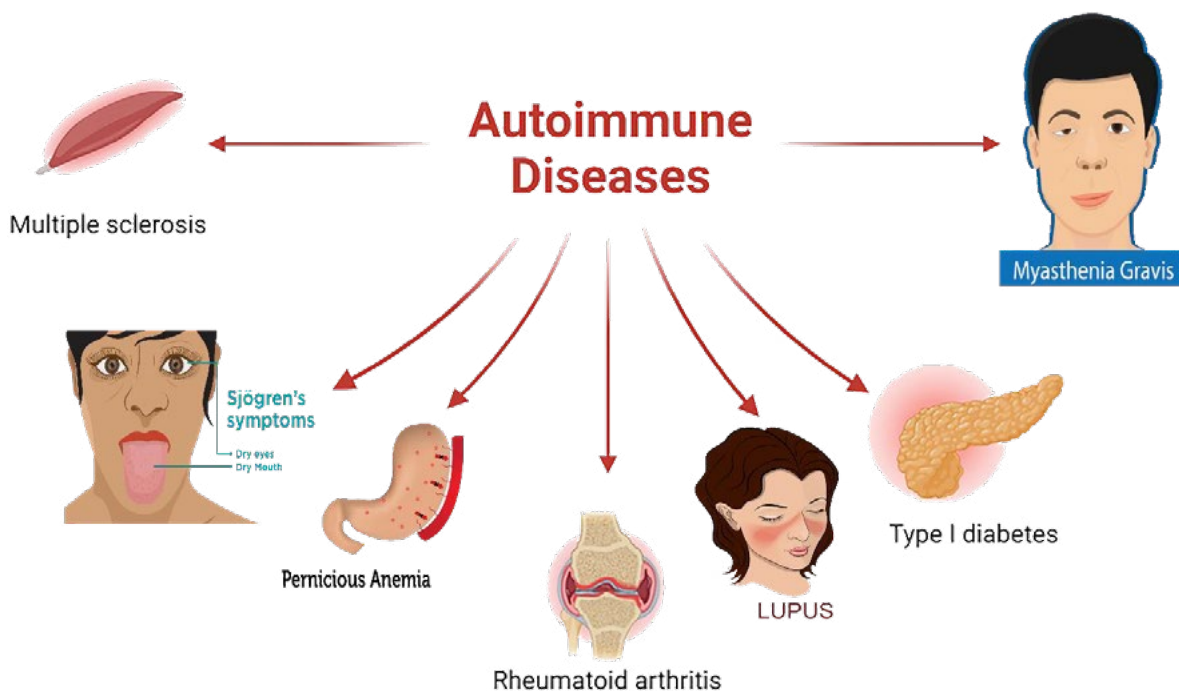 Autoimmune
Diseases
Multiple sclerosis
Myasthenia Gravis
Sjögren's
symptoms
Dry eyes
Dry Mouth
Pernicious Anemia
Rheumatoid arthritis
LUPUS
Type I diabetes